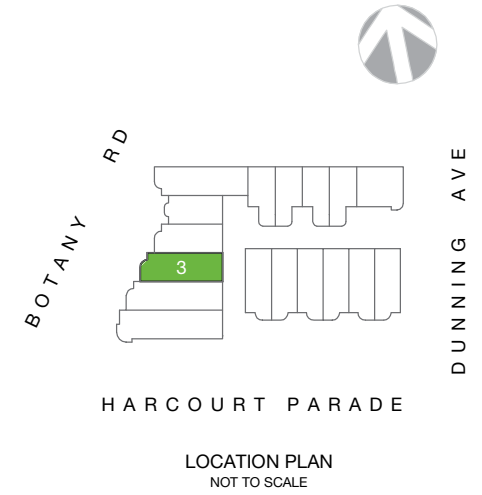 BOTANY RD
DUNNING AVE
3
HARCOURT PARADE
LOCATION PLAN
NOT TO SCALE